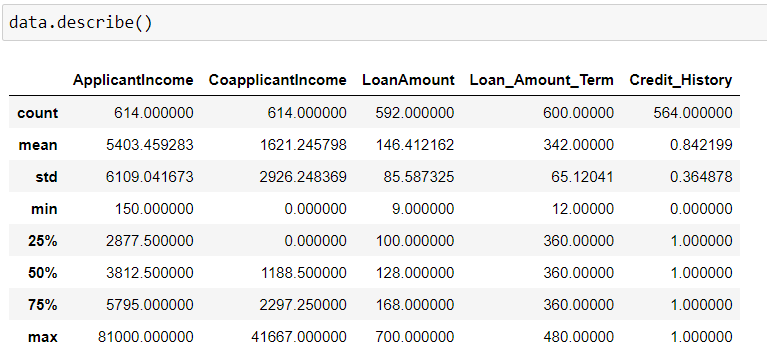 data.describe()
ApplicantIncome CoapplicantIncome LoanAmount Loan_Amount_Term Credit_History
count 614.000000 614.000000 592.000000 600.00000 564.000000
mean 5403.459283 1621.245798 146.412162 342.00000 0.842199
std 6109.041673 2926.248369 85.587325 65.12041 0.364878
min 150.000000 0.000000 9.000000 12.00000 0.000000
25% 2877.500000 0.000000 100.000000 360.00000 1.000000
50% 3812.500000 1188.500000 128.000000 360.00000 1.000000
75% 5795.000000 2297.250000 168.000000 360.00000 1.000000
max 81000.000000 41667.000000 700.000000 480.00000 1.000000